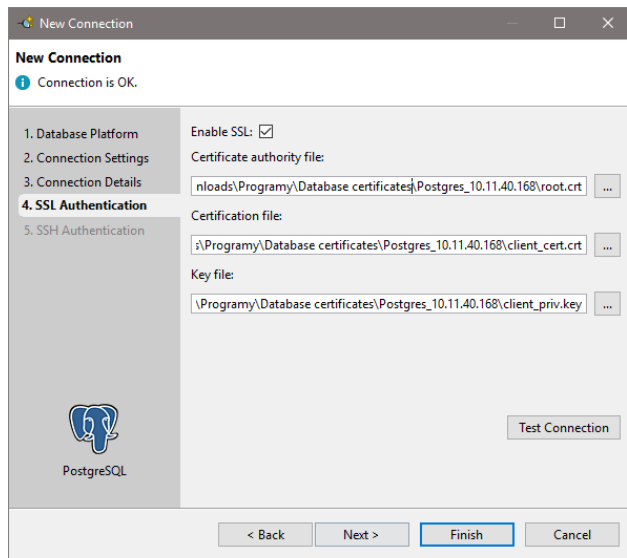 New Connection
New Connection
Connection is OK.
1. Database Platform
2. Connection Settings
3. Connection Details
4. SSL Authentication
5. SSH Authentication
PostgreSQL
Enable SSL:
Certificate authority file:
nloads\Programy\Database certificates\Postgres_10.11.40.168\root.crt
...
Certification file:
\Programy\Database certificates\Postgres_10.11.40.168\client_cert.crt
...
Key file:
\Programy\Database certificates\Postgres_10.11.40.168\client_priv.key
...
Test Connection
< Back
Next >
Finish
Cancel